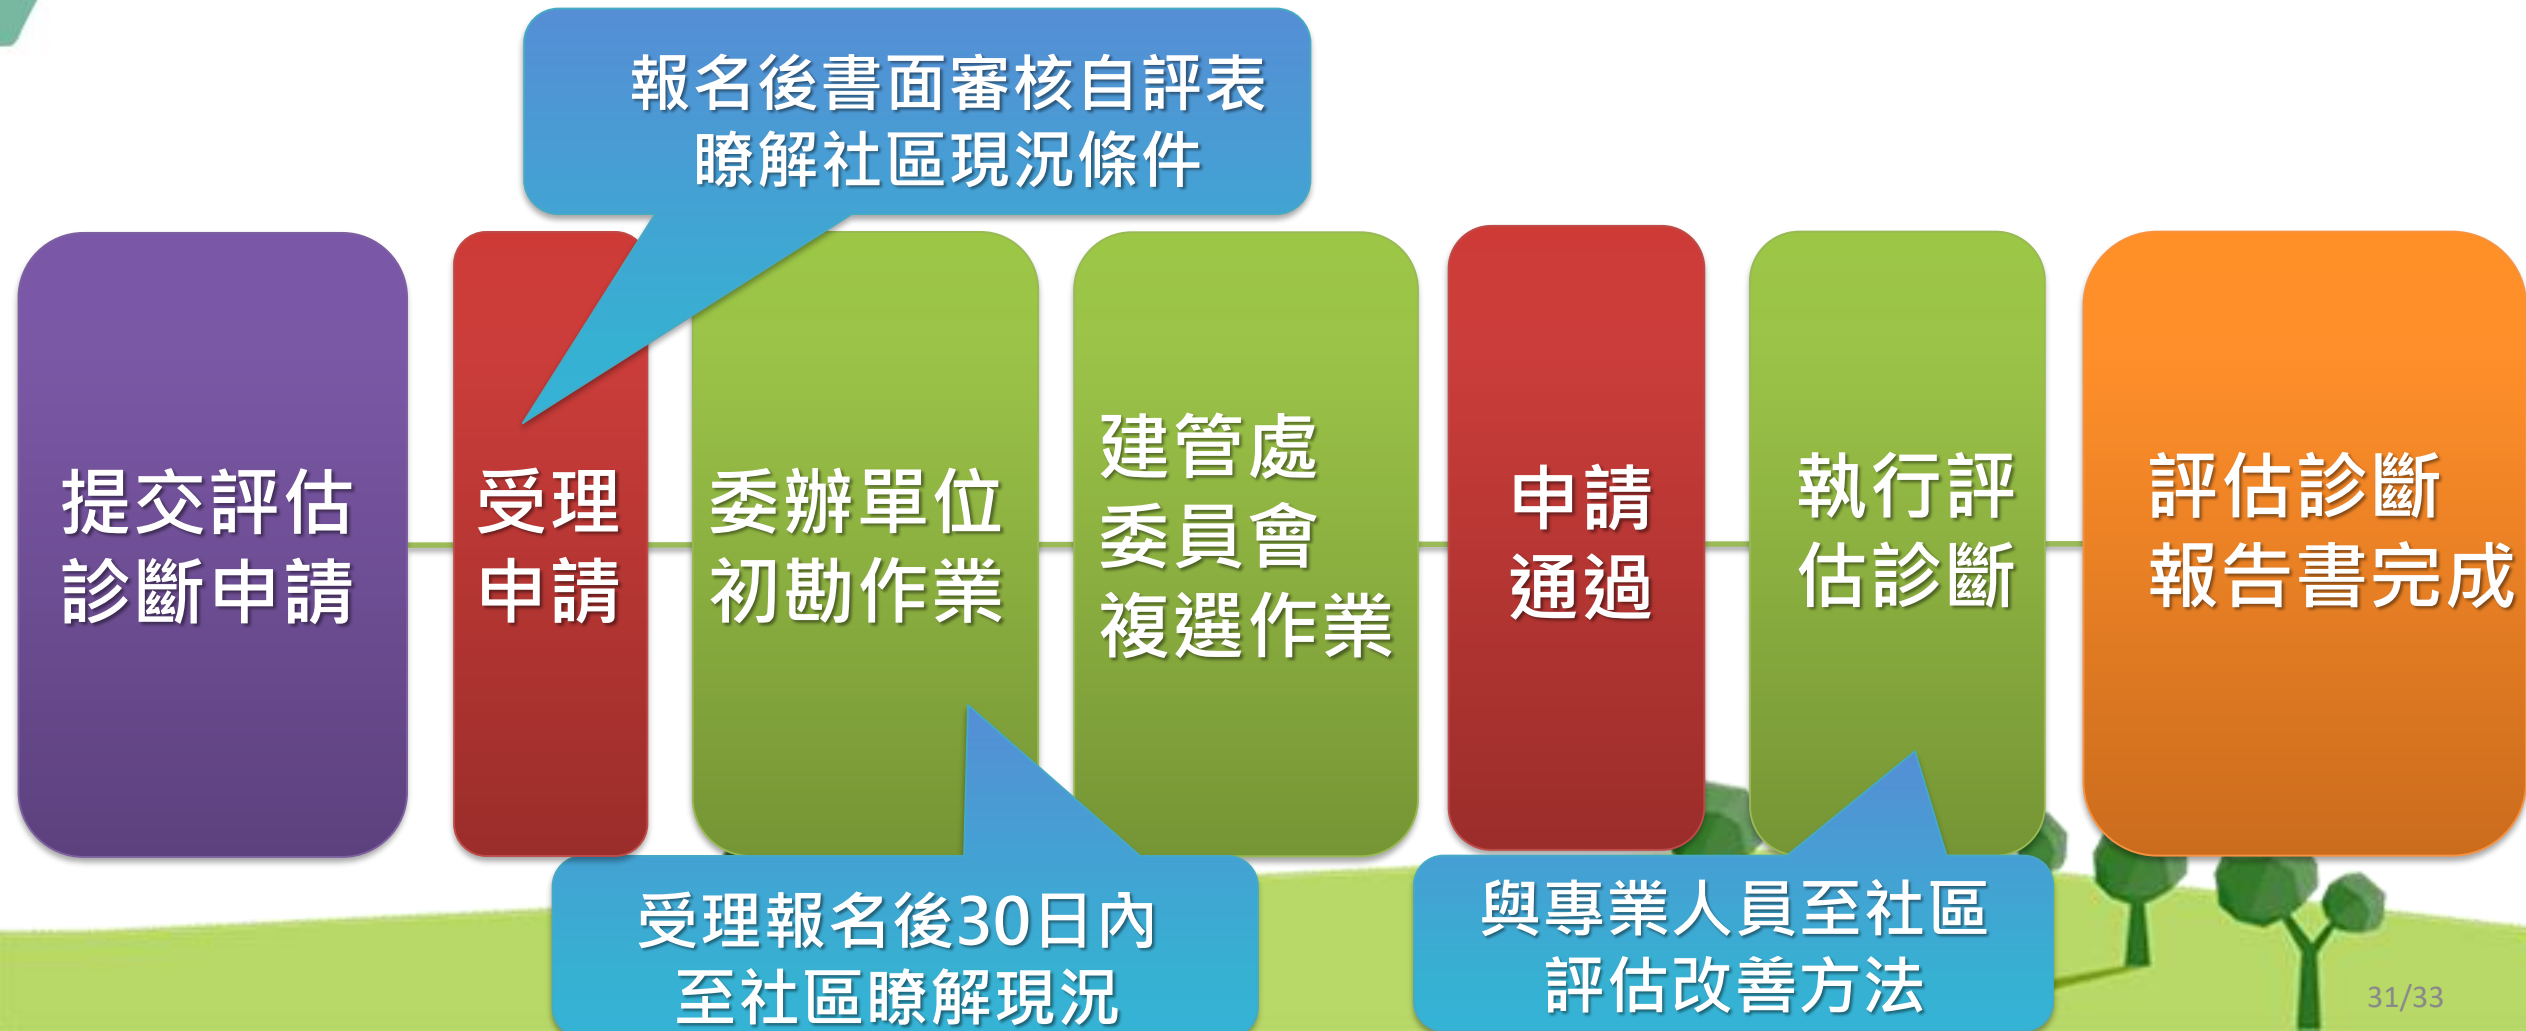 報名後書面審核自評表
瞭解社區現況條件
提交評估
診斷申請
受理
申請
委辦單位
初勘作業
建管處
委員會
複選作業
申請
通過
執行評
估診斷
評估診斷
報告書完成
受理報名後30日內
至社區瞭解現況
與專業人員至社區
評估改善方法
31/33